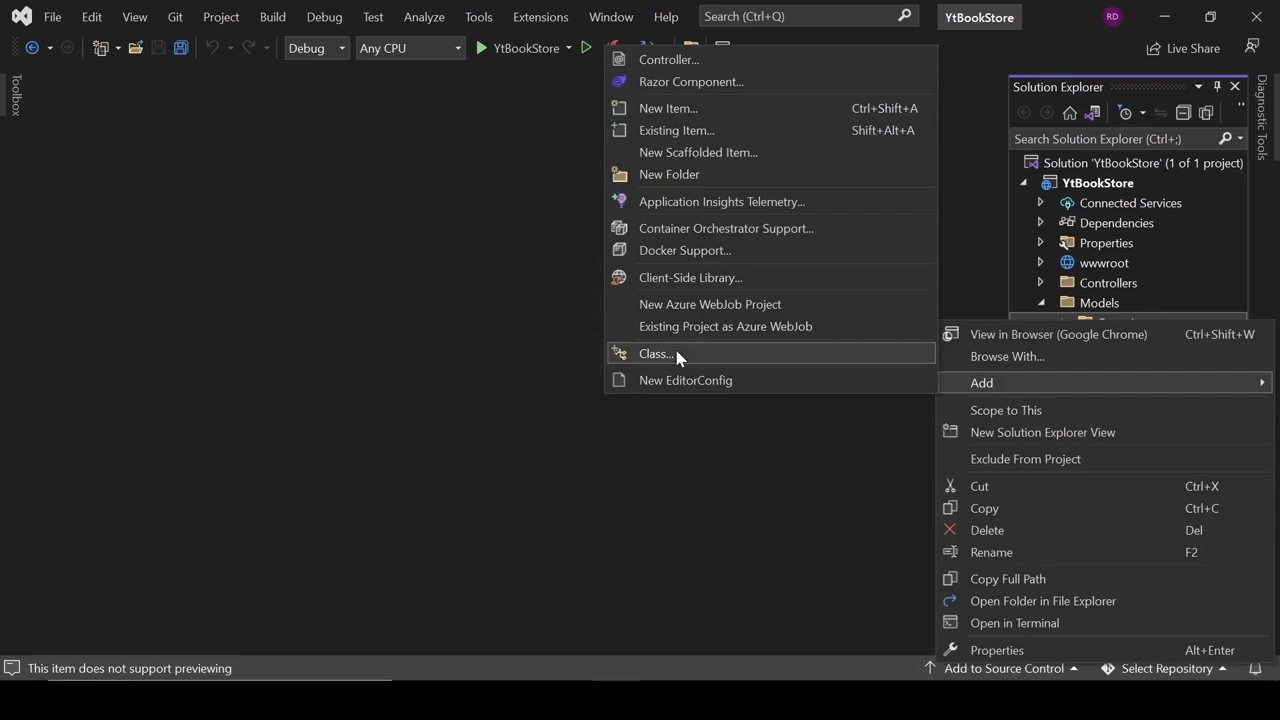 File Edit View Git Project Build Debug Test Analyze Tools Extensions Window Help Search (Ctrl+Q) YtBookStore RD
Debug Any CPU YtBookStore Live Share
Toolbox
Controller...
Razor Component...
New Item... Ctrl+Shift+A
Existing Item... Shift+Alt+A
New Scaffolded Item...
New Folder
Application Insights Telemetry...
Container Orchestrator Support...
Docker Support...
Client-Side Library...
New Azure WebJob Project
Existing Project as Azure WebJob
Class...
New EditorConfig
Solution Explorer
Search Solution Explorer (Ctrl+;)
Solution 'YtBookStore' (1 of 1 project)
YtBookStore
Connected Services
Dependencies
Properties
wwwroot
Controllers
Models
Diagnostic Tools
View in Browser (Google Chrome) Ctrl+Shift+W
Browse With...
Add
Scope to This
New Solution Explorer View
Exclude From Project
Cut Ctrl+X
Copy Ctrl+C
Delete Del
Rename F2
Copy Full Path
Open Folder in File Explorer
Open in Terminal
Properties Alt+Enter
This item does not support previewing Add to Source Control Select Repository